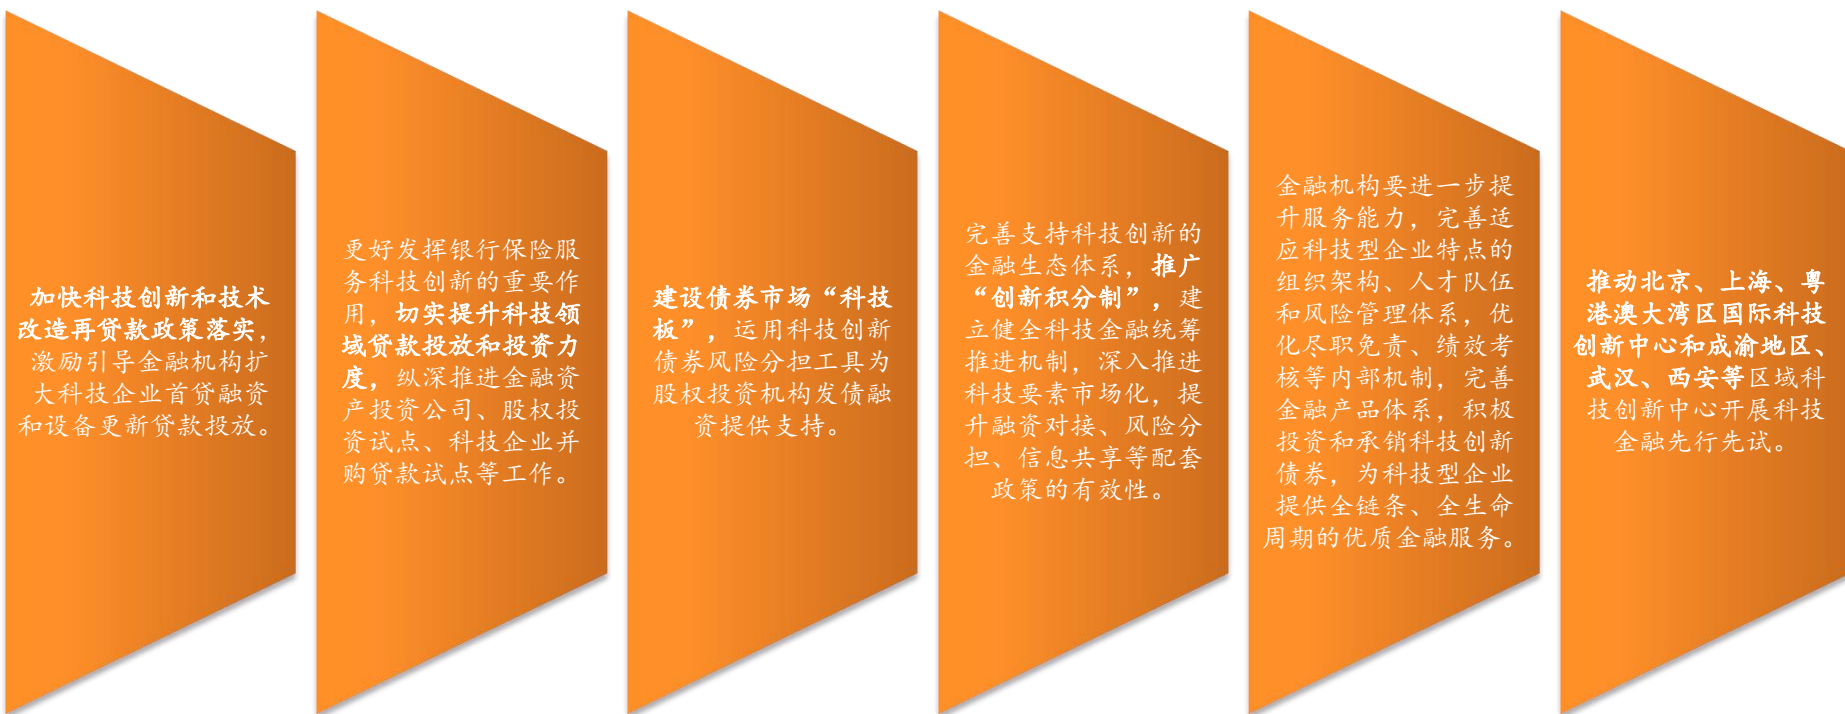 加快科技创新和技术
改造再贷款政策落实，
激励引导金融机构扩
大科技企业首贷融资
和设备更新贷款投放。
更好发挥银行保险服
务科技创新的重要作
用，切实提升科技领
域贷款投放和投资力
度，纵深推进金融资
产投资公司、股权投
资试点、科技企业并
购贷款试点等工作。
建设债券市场“科技
板”，运用科技创新
债券风险分担工具为
股权投资机构发债融
资提供支持。
完善支持科技创新的
金融生态体系，推广
“创新积分制”，建
立健全科技金融统筹
推进机制，深入推进
科技要素市场化，提
升融资对接、风险分
担、信息共享等配套
政策的有效性。
金融机构要进一步提
升服务能力，完善适
应科技型企业特点的
组织架构、人才队伍
和风险管理体系，优
化尽职免责、绩效考
核等内部机制，完善
金融产品体系，积极
投资和承销科技创新
债券，为科技型企业
提供全链条、全生命
周期的优质金融服务。
推动北京、上海、粤
港澳大湾区国际科技
创新中心和成渝地区、
武汉、西安等区域科
技创新中心开展科技
金融先行先试。